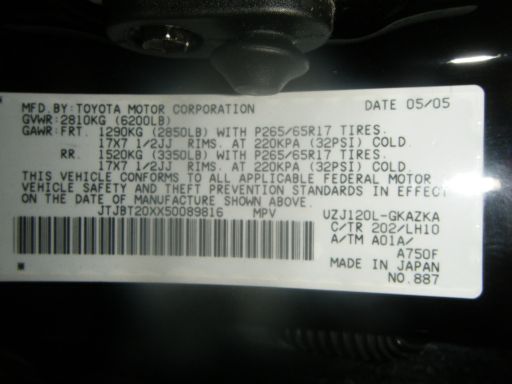 MFD.BY:TOYOTA MOTOR CORPORATION DATE 05/05
GVWR:2810KG (6200LB)
GAWR:FRT. 1290KG (2850LB) WITH P265/65R17 TIRES.
17X7 1/2JJ RIMS. AT 220KPA (32PSI) COLD.
RR. 1520KG (3350LB) WITH P265/65R17 TIRES.
17X7 1/2JJ RIMS. AT 220KPA (32PSI) COLD.
THIS VEHICLE CONFORMS TO ALL APPLICABLE FEDERAL MOTOR
VEHICLE SAFETY AND THEFT PREVENTION STANDARDS IN EFFECT
ON THE DATE OF MANUFACTURE SHOWN ABOVE.
JTJBT20XX50089816 MPV UZJ120L-GKAZKA
C/TR 202/LH10
A/TM A01A/
A750F
MADE IN JAPAN
NO.887